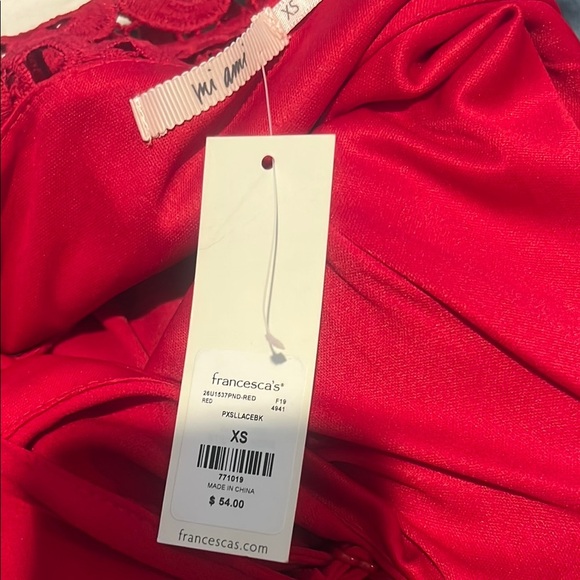 XS
mi ami
francesca's®
26U1537PND-RED F19
RED 4941
PXSLLACEBK
XS
771019
MADE IN CHINA
$ 54.00
francescas.com